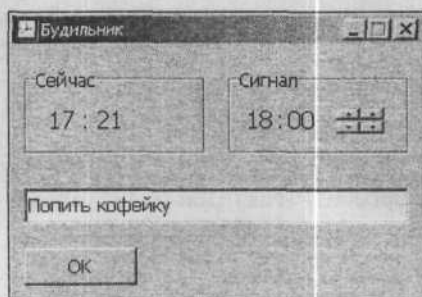 Будильник
Сейчас
Сигнал
17 : 21
18 : 00
Попить кофейку
OK